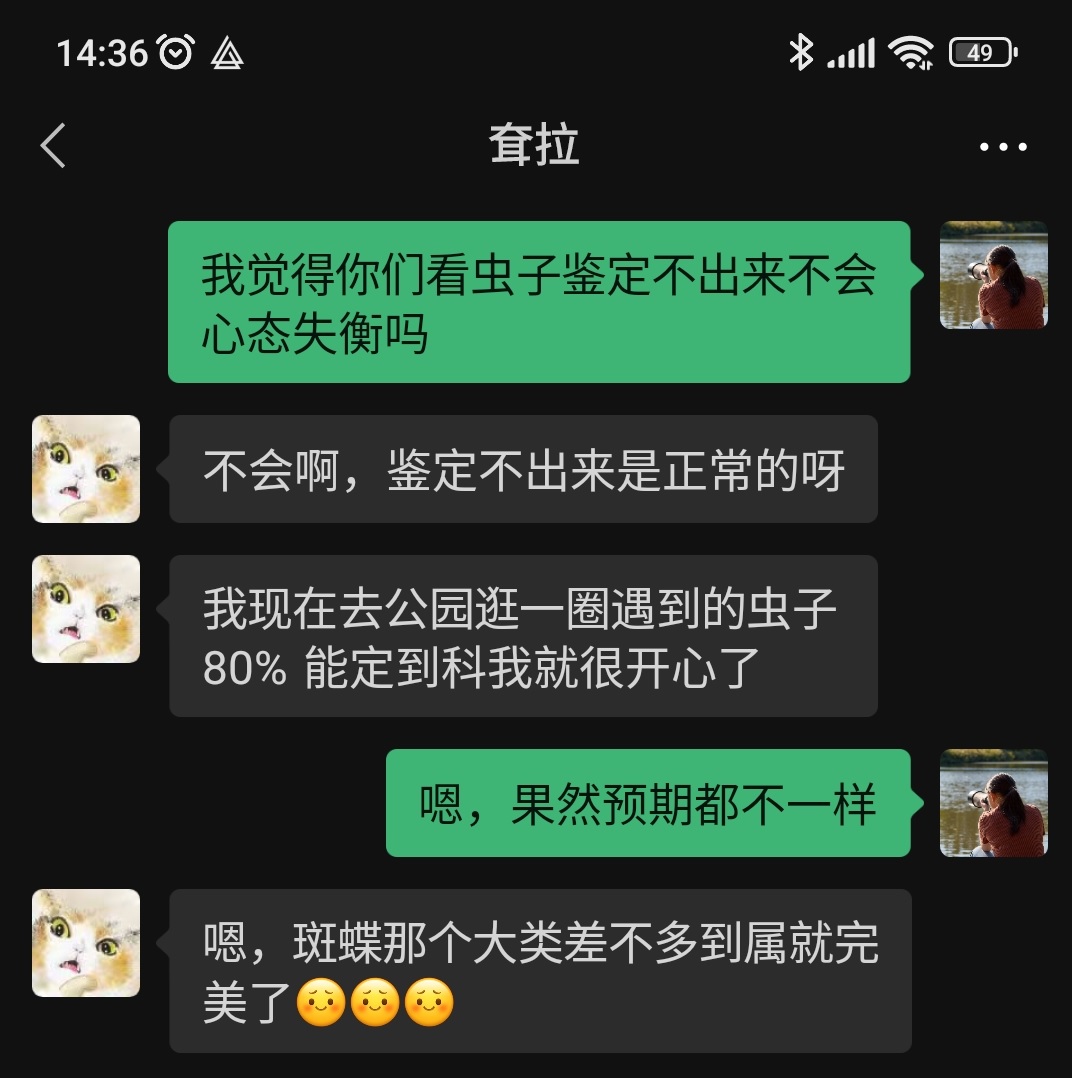 14:36
49
耷拉
我觉得你们看虫子鉴定不出来不会
心态失衡吗
不会啊，鉴定不出来是正常的呀
我现在去公园逛一圈遇到的虫子
80% 能定到科我就很开心了
嗯，果然预期都不一样
嗯，斑蝶那个大类差不多到属就完
美了😊😊😊